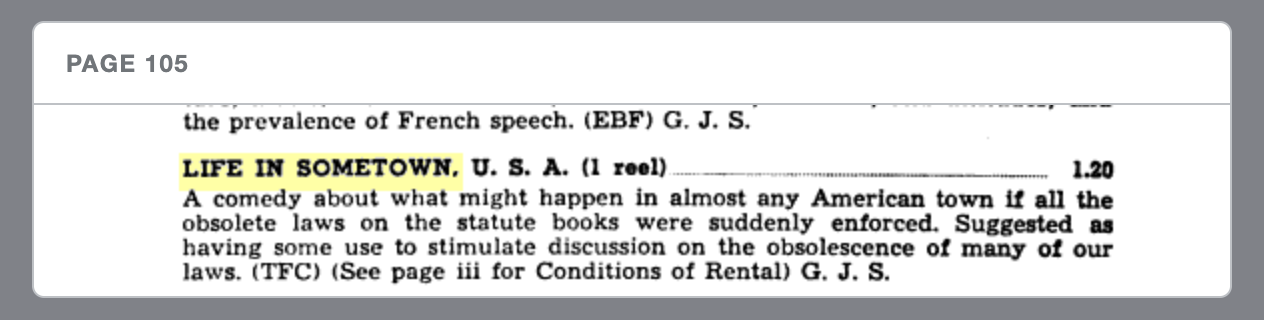 PAGE 105
the prevalence of French speech. (EBF) G. J. S.
LIFE IN SOMETOWN, U. S. A. (1 reel) 1.20
A comedy about what might happen in almost any American town if all the
obsolete laws on the statute books were suddenly enforced. Suggested as
having some use to stimulate discussion on the obsolescence of many of our
laws. (TFC) (See page iii for Conditions of Rental) G. J. S.